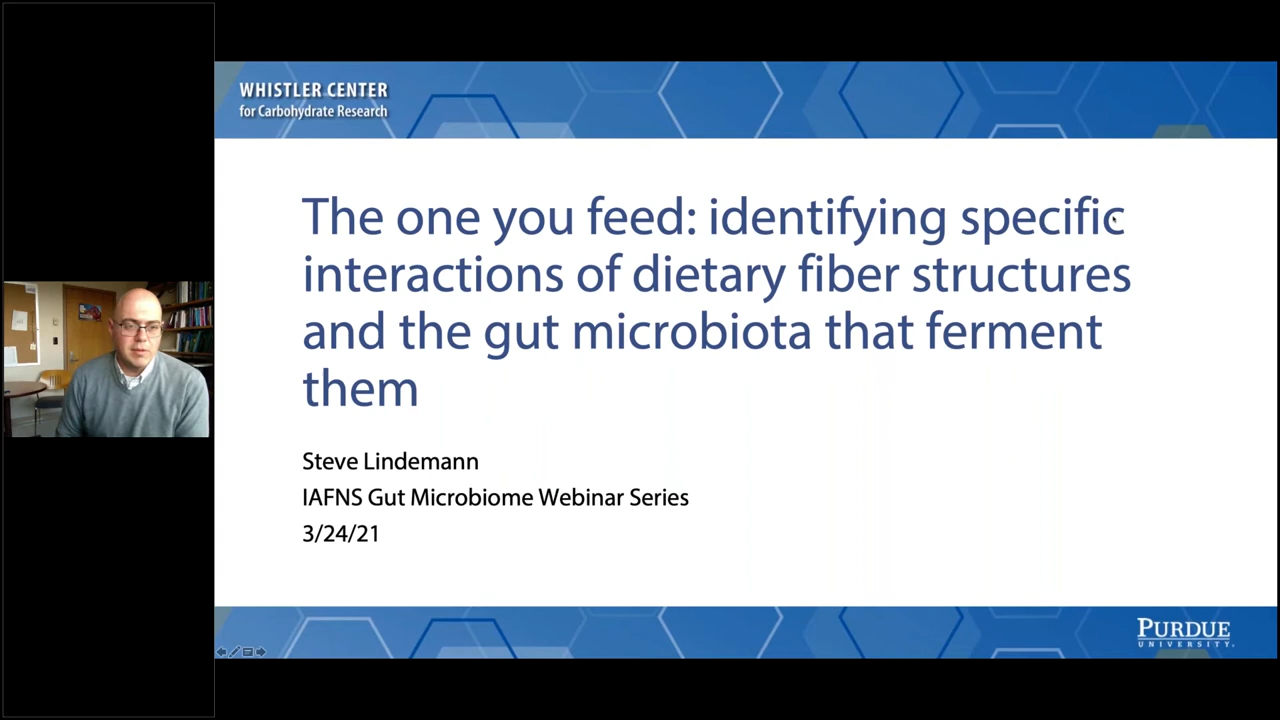 WHISTLER CENTER
for Carbohydrate Research
The one you feed: identifying specific
interactions of dietary fiber structures
and the gut microbiota that ferment
them
Steve Lindemann
IAFNS Gut Microbiome Webinar Series
3/24/21
PURDUE
UNIVERSITY.